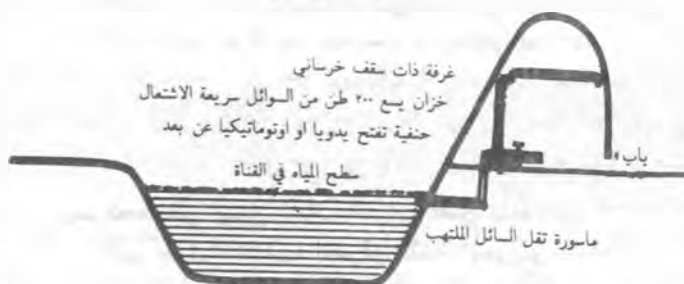 غرفة ذات سقف خرساني
خزان يسع ٢٠٠ طن من السوائل سريعة الاشتعال
حنفية تفتح يدويا او اوتوماتيكيا عن بعد
باب
سطح المياه في القناة
ماسورة تقل السائل الملتهب